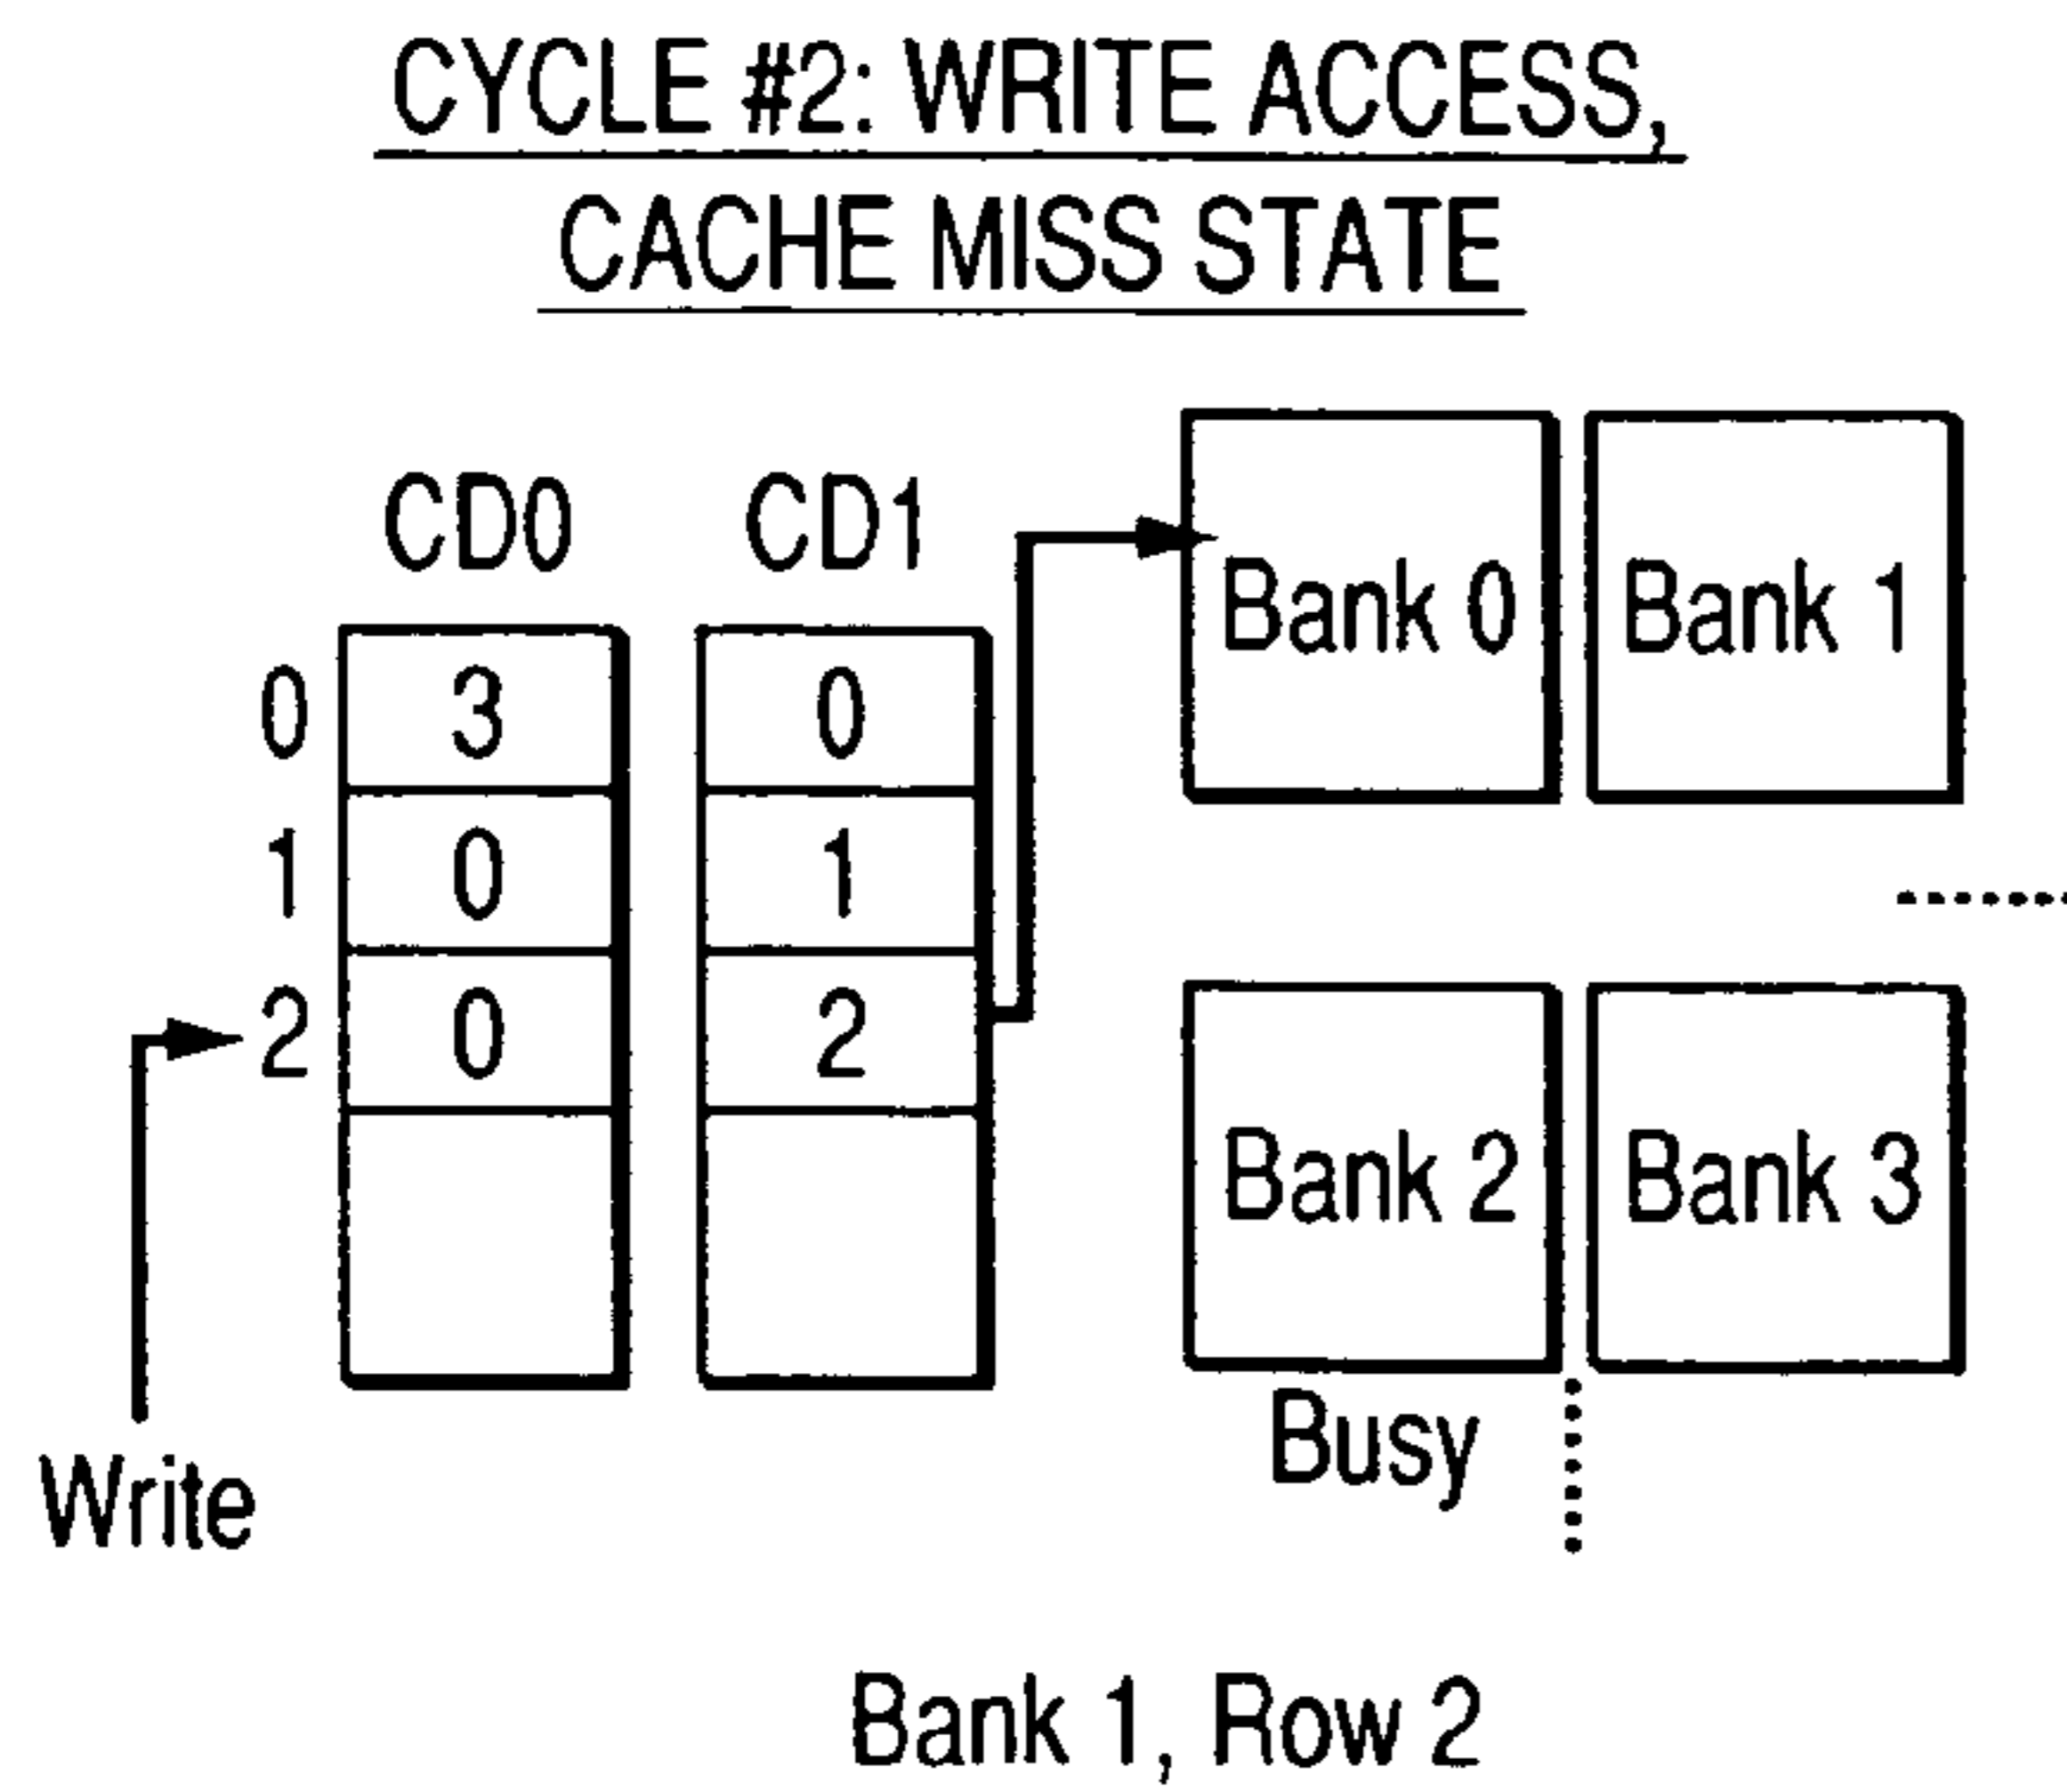 CYCLE #2: WRITE ACCESS,
CACHE MISS STATE
CD0 CD1
Bank 0 Bank 1
0 3 0
1 0 1
2 0 2
Bank 2 Bank 3
Busy
Write
Bank 1, Row 2